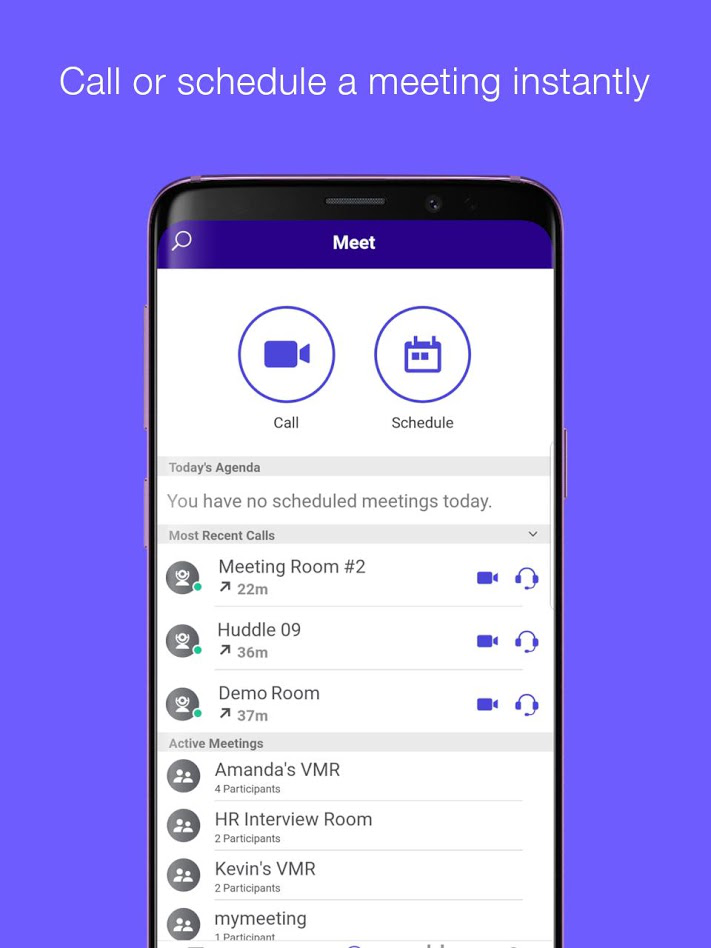 Call or schedule a meeting instantly
Meet
Call
Schedule
Today's Agenda
You have no scheduled meetings today.
Most Recent Calls
Meeting Room #2
22m
Huddle 09
36m
Demo Room
37m
Active Meetings
Amanda's VMR
4 Participants
HR Interview Room
2 Participants
Kevin's VMR
2 Participants
mymeeting
1 Participant